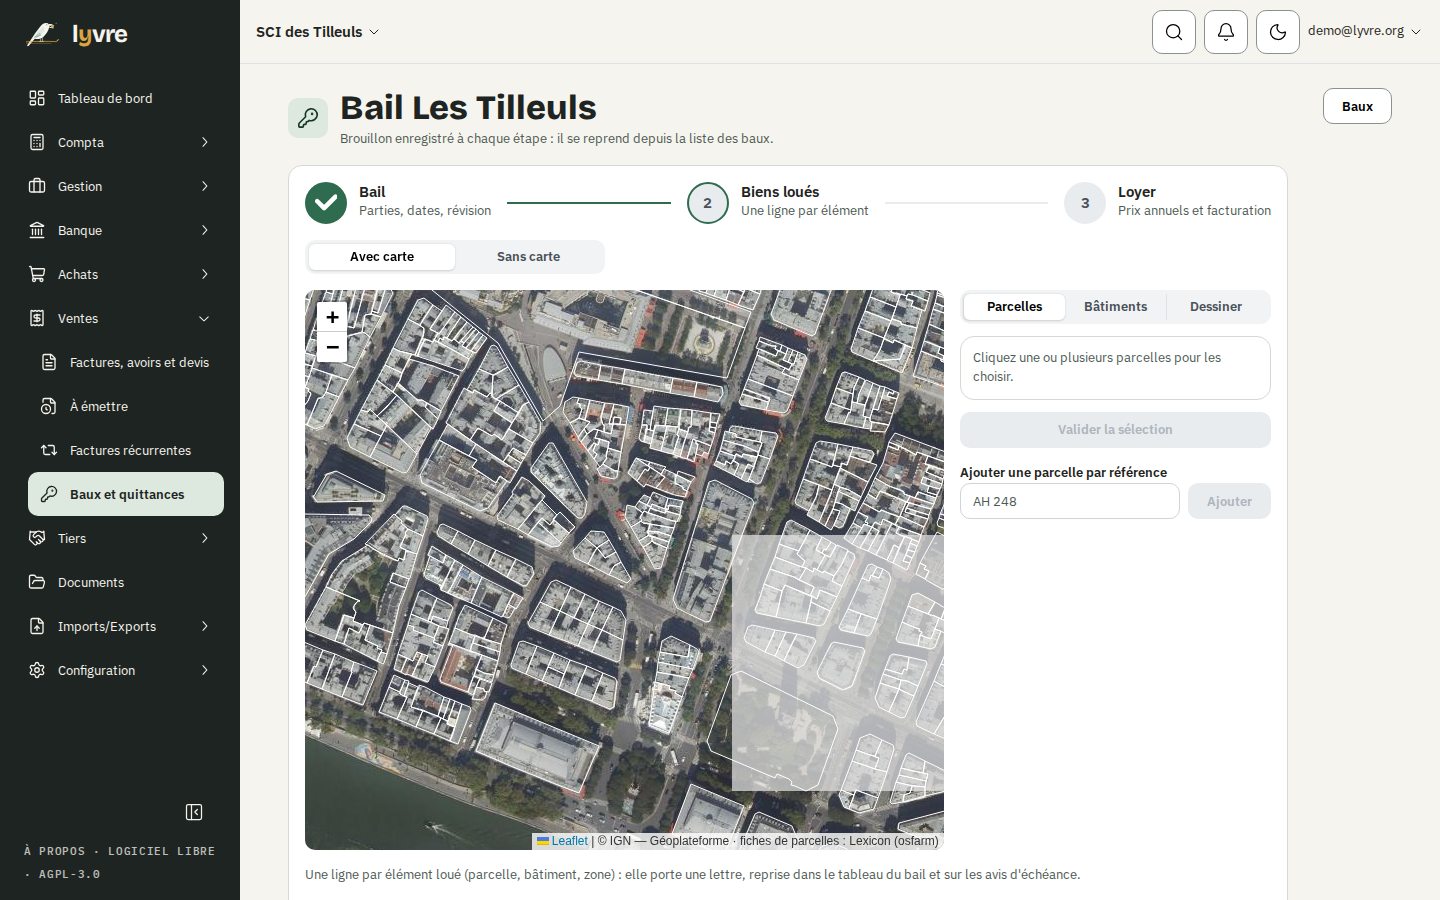 lyvre
SCI des Tilleuls
demo@lyvre.org
Tableau de bord
Compta
Gestion
Banque
Achats
Ventes
Factures, avoirs et devis
À émettre
Factures récurrentes
Baux et quittances
Tiers
Documents
Imports/Exports
Configuration
À PROPOS · LOGICIEL LIBRE
· AGPL-3.0
Bail Les Tilleuls
Brouillon enregistré à chaque étape : il se reprend depuis la liste des baux.
Baux
Bail
Parties, dates, révision
2
Biens loués
Une ligne par élément
3
Loyer
Prix annuels et facturation
Avec carte
Sans carte
+
−
Leaflet | © IGN — Géoplateforme · fiches de parcelles : Lexicon (osfarm)
Parcelles
Bâtiments
Dessiner
Cliquez une ou plusieurs parcelles pour les
choisir.
Valider la sélection
Ajouter une parcelle par référence
AH 248
Ajouter
Une ligne par élément loué (parcelle, bâtiment, zone) : elle porte une lettre, reprise dans le tableau du bail et sur les avis d'échéance.